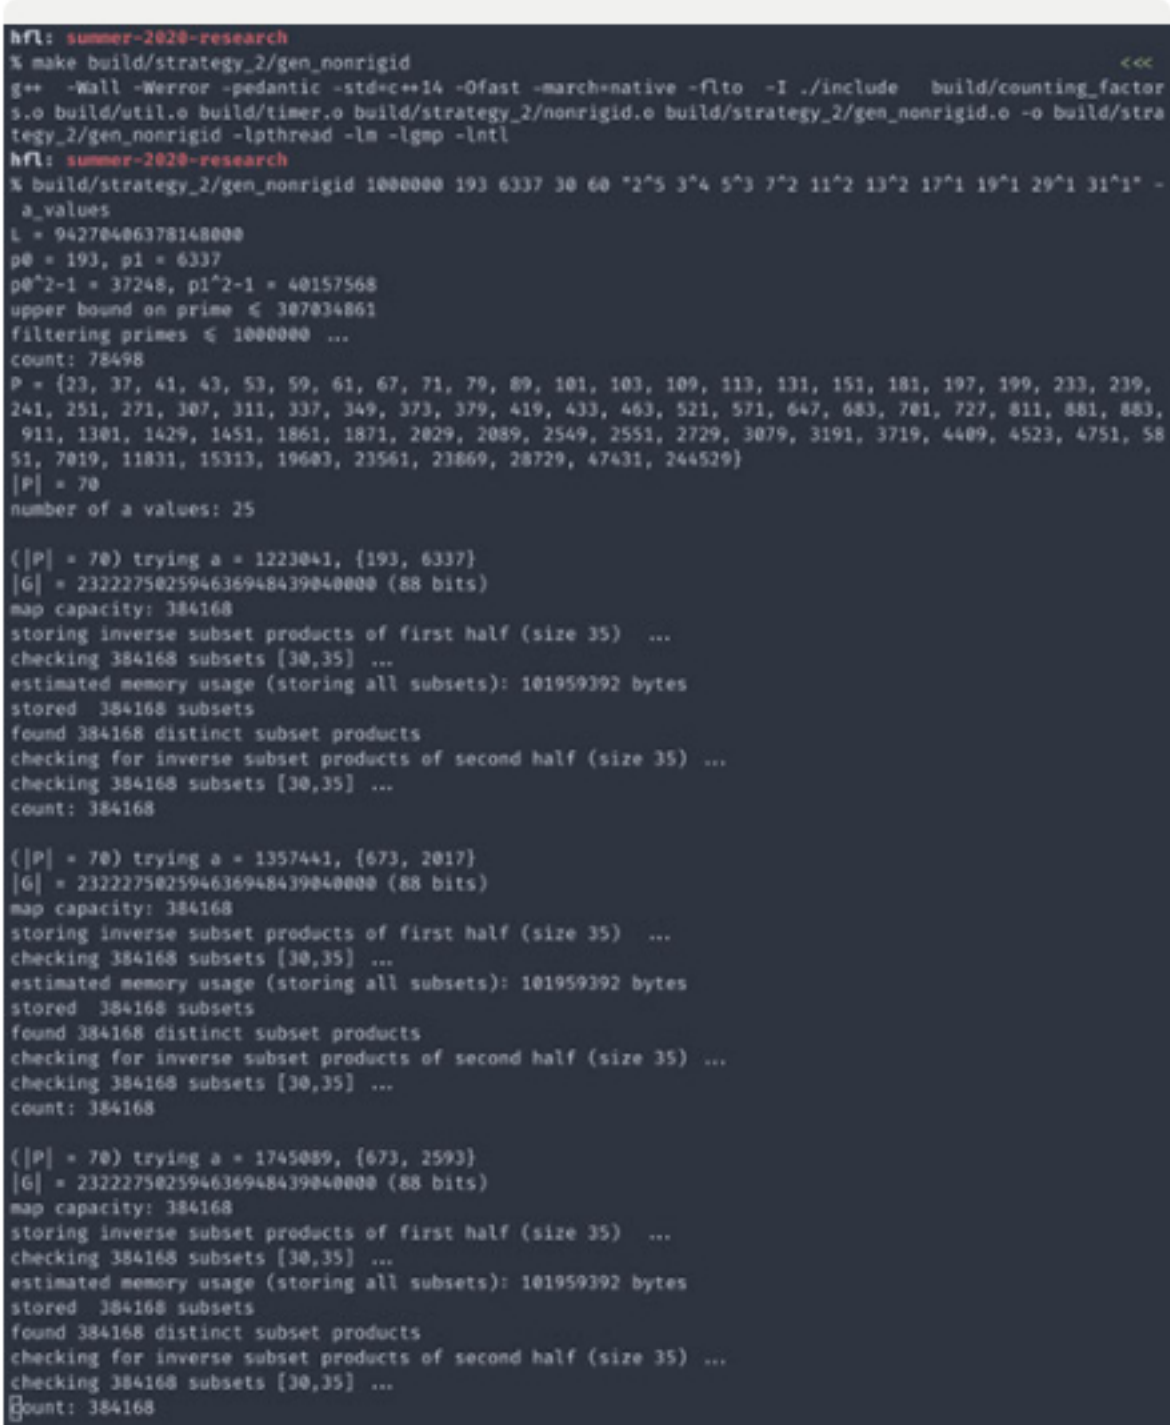 hfl: summer-2020-research
% make build/strategy_2/gen_nonrigid <<<
g++ -Wall -Werror -pedantic -std=c++14 -Ofast -march=native -flto -I ./include build/counting_factor
s.o build/util.o build/timer.o build/strategy_2/nonrigid.o build/strategy_2/gen_nonrigid.o -o build/stra
tegy_2/gen_nonrigid -lpthread -lm -lgmp -lntl
hfl: summer-2020-research
% build/strategy_2/gen_nonrigid 1000000 193 6337 30 60 "2^5 3^4 5^3 7^2 11^2 13^2 17^1 19^1 29^1 31^1" -
a_values
L = 94270406378148000
p0 = 193, p1 = 6337
p0^2-1 = 37248, p1^2-1 = 40157568
upper bound on prime ⩽ 307034861
filtering primes ⩽ 1000000 ...
count: 78498
P = {23, 37, 41, 43, 53, 59, 61, 67, 71, 79, 89, 101, 103, 109, 113, 131, 151, 181, 197, 199, 233, 239,
241, 251, 271, 307, 311, 337, 349, 373, 379, 419, 433, 463, 521, 571, 647, 683, 701, 727, 811, 881, 883,
911, 1301, 1429, 1451, 1861, 1871, 2029, 2089, 2549, 2551, 2729, 3079, 3191, 3719, 4409, 4523, 4751, 58
51, 7019, 11831, 15313, 19603, 23561, 23869, 28729, 47431, 244529}
|P| = 70
number of a values: 25
(|P| = 70) trying a = 1223041, {193, 6337}
|G| = 232227502594636948439040000 (88 bits)
map capacity: 384168
storing inverse subset products of first half (size 35) ...
checking 384168 subsets [30,35] ...
estimated memory usage (storing all subsets): 101959392 bytes
stored 384168 subsets
found 384168 distinct subset products
checking for inverse subset products of second half (size 35) ...
checking 384168 subsets [30,35] ...
count: 384168
(|P| = 70) trying a = 1357441, {673, 2017}
|G| = 232227502594636948439040000 (88 bits)
map capacity: 384168
storing inverse subset products of first half (size 35) ...
checking 384168 subsets [30,35] ...
estimated memory usage (storing all subsets): 101959392 bytes
stored 384168 subsets
found 384168 distinct subset products
checking for inverse subset products of second half (size 35) ...
checking 384168 subsets [30,35] ...
count: 384168
(|P| = 70) trying a = 1745089, {673, 2593}
|G| = 232227502594636948439040000 (88 bits)
map capacity: 384168
storing inverse subset products of first half (size 35) ...
checking 384168 subsets [30,35] ...
estimated memory usage (storing all subsets): 101959392 bytes
stored 384168 subsets
found 384168 distinct subset products
checking for inverse subset products of second half (size 35) ...
checking 384168 subsets [30,35] ...
count: 384168